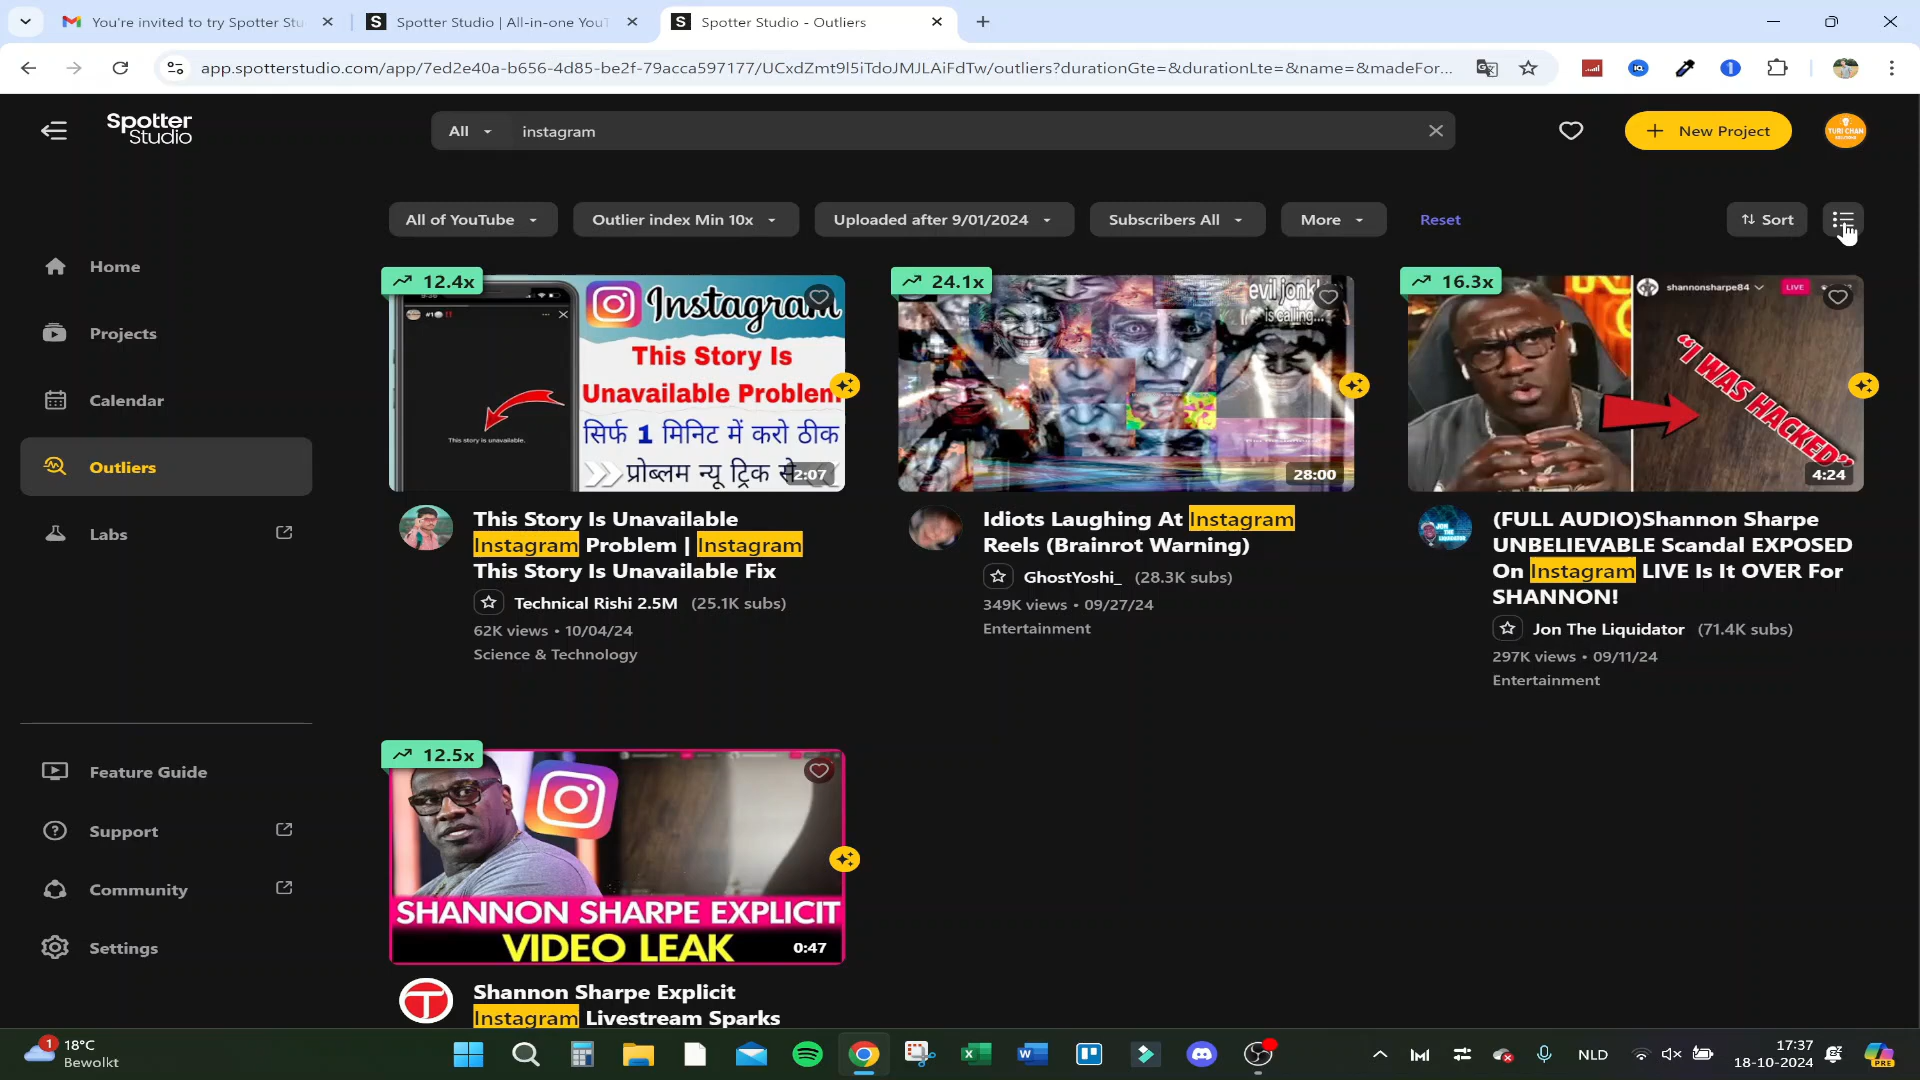 You're invited to try Spotter Stu
Spotter Studio | All-in-one YouT
Spotter Studio - Outliers
app.spotterstudio.com/app/7ed2e40a-b656-4d85-be2f-79acca597177/UCxdZmt9l5iTdoJMJLAiFdTw/outliers?durationGte=&durationLte=&name=&madeFor...
Spotter
Studio
All
instagram
New Project
TURI CHAN
All of YouTube
Outlier index Min 10x
Uploaded after 9/01/2024
Subscribers All
More
Reset
Sort
Home
Projects
Calendar
Outliers
Labs
Feature Guide
Support
Community
Settings
12.4x
Instagram
This Story Is
Unavailable Problem
सिर्फ 1 मिनिट में करो ठीक
प्रोब्लम न्यू ट्रिक से
This story is unavailable.
2:07
This Story Is Unavailable
Instagram Problem | Instagram
This Story Is Unavailable Fix
Technical Rishi 2.5M (25.1K subs)
62K views • 10/04/24
Science & Technology
24.1x
evil jonkl
is calling...
28:00
Idiots Laughing At Instagram
Reels (Brainrot Warning)
GhostYoshi_ (28.3K subs)
349K views • 09/27/24
Entertainment
16.3x
shannonsharpe84
LIVE
"I WAS HACKED"
4:24
(FULL AUDIO)Shannon Sharpe
UNBELIEVABLE Scandal EXPOSED
On Instagram LIVE Is It OVER For
SHANNON!
Jon The Liquidator (71.4K subs)
297K views • 09/11/24
Entertainment
12.5x
SHANNON SHARPE EXPLICIT
VIDEO LEAK
0:47
Shannon Sharpe Explicit
Instagram Livestream Sparks
1
18°C
Bewolkt
NLD
17:37
18-10-2024
PRE